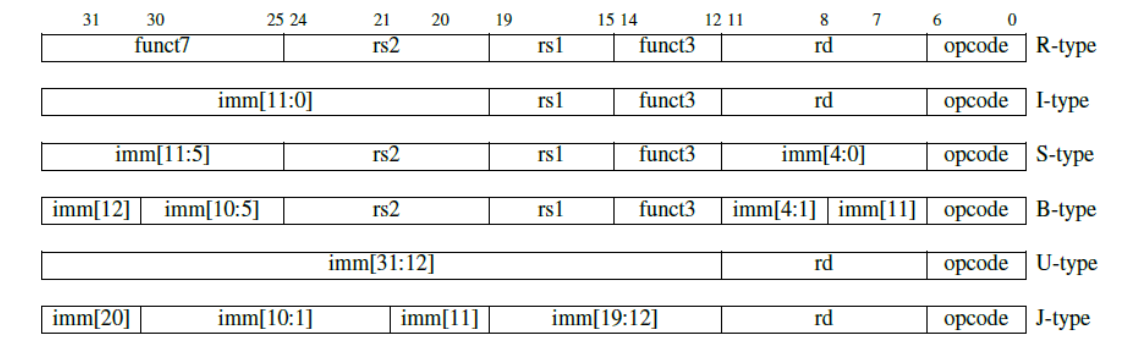 31 30 25 24 21 20 19 15 14 12 11 8 7 6 0
funct7 rs2 rs1 funct3 rd opcode R-type
imm[11:0] rs1 funct3 rd opcode I-type
imm[11:5] rs2 rs1 funct3 imm[4:0] opcode S-type
imm[12] imm[10:5] rs2 rs1 funct3 imm[4:1] imm[11] opcode B-type
imm[31:12] rd opcode U-type
imm[20] imm[10:1] imm[11] imm[19:12] rd opcode J-type